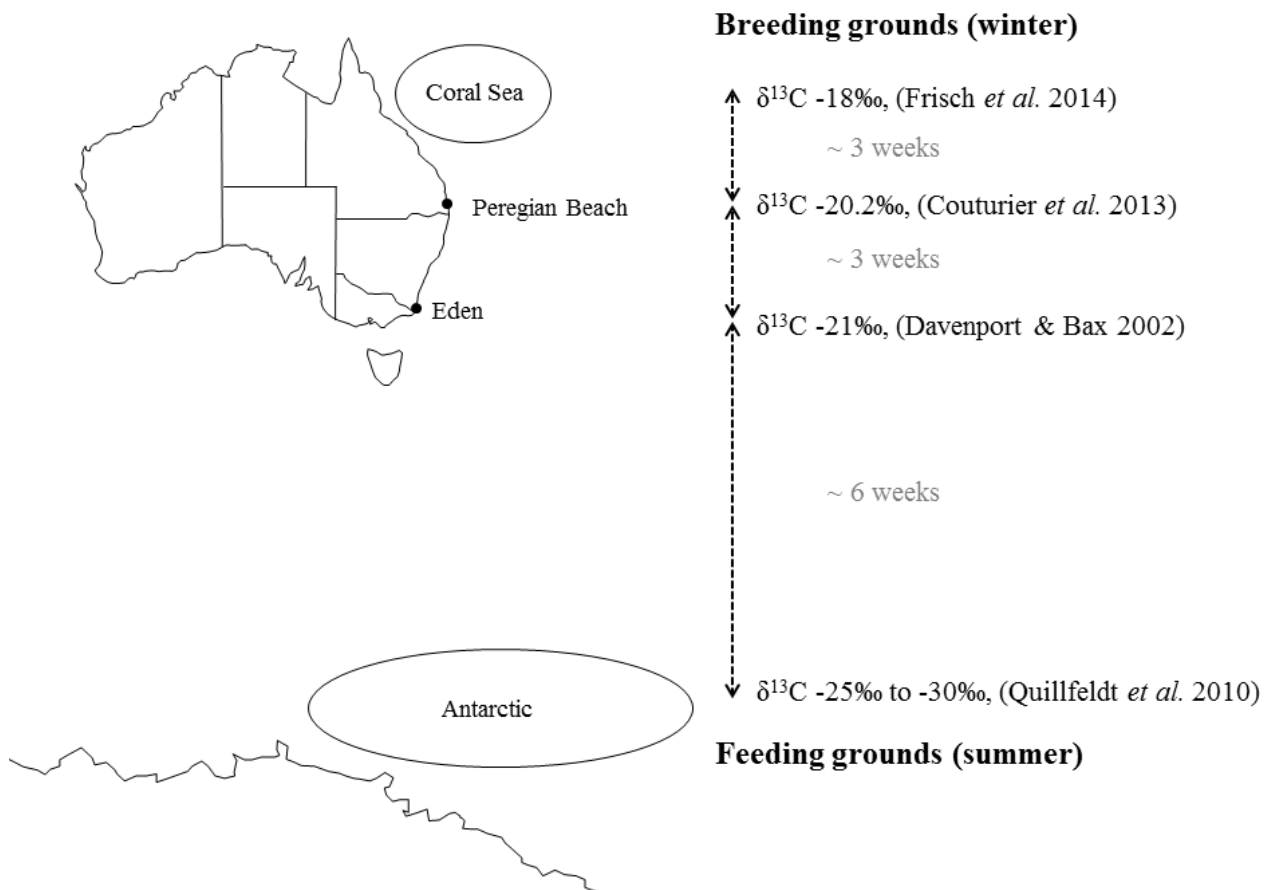 Breeding grounds (winter)
Coral Sea
δ¹³C -18‰, (Frisch et al. 2014)
~ 3 weeks
Peregian Beach
δ¹³C -20.2‰, (Couturier et al. 2013)
~ 3 weeks
Eden
δ¹³C -21‰, (Davenport & Bax 2002)
~ 6 weeks
Antarctic
δ¹³C -25‰ to -30‰, (Quillfeldt et al. 2010)
Feeding grounds (summer)